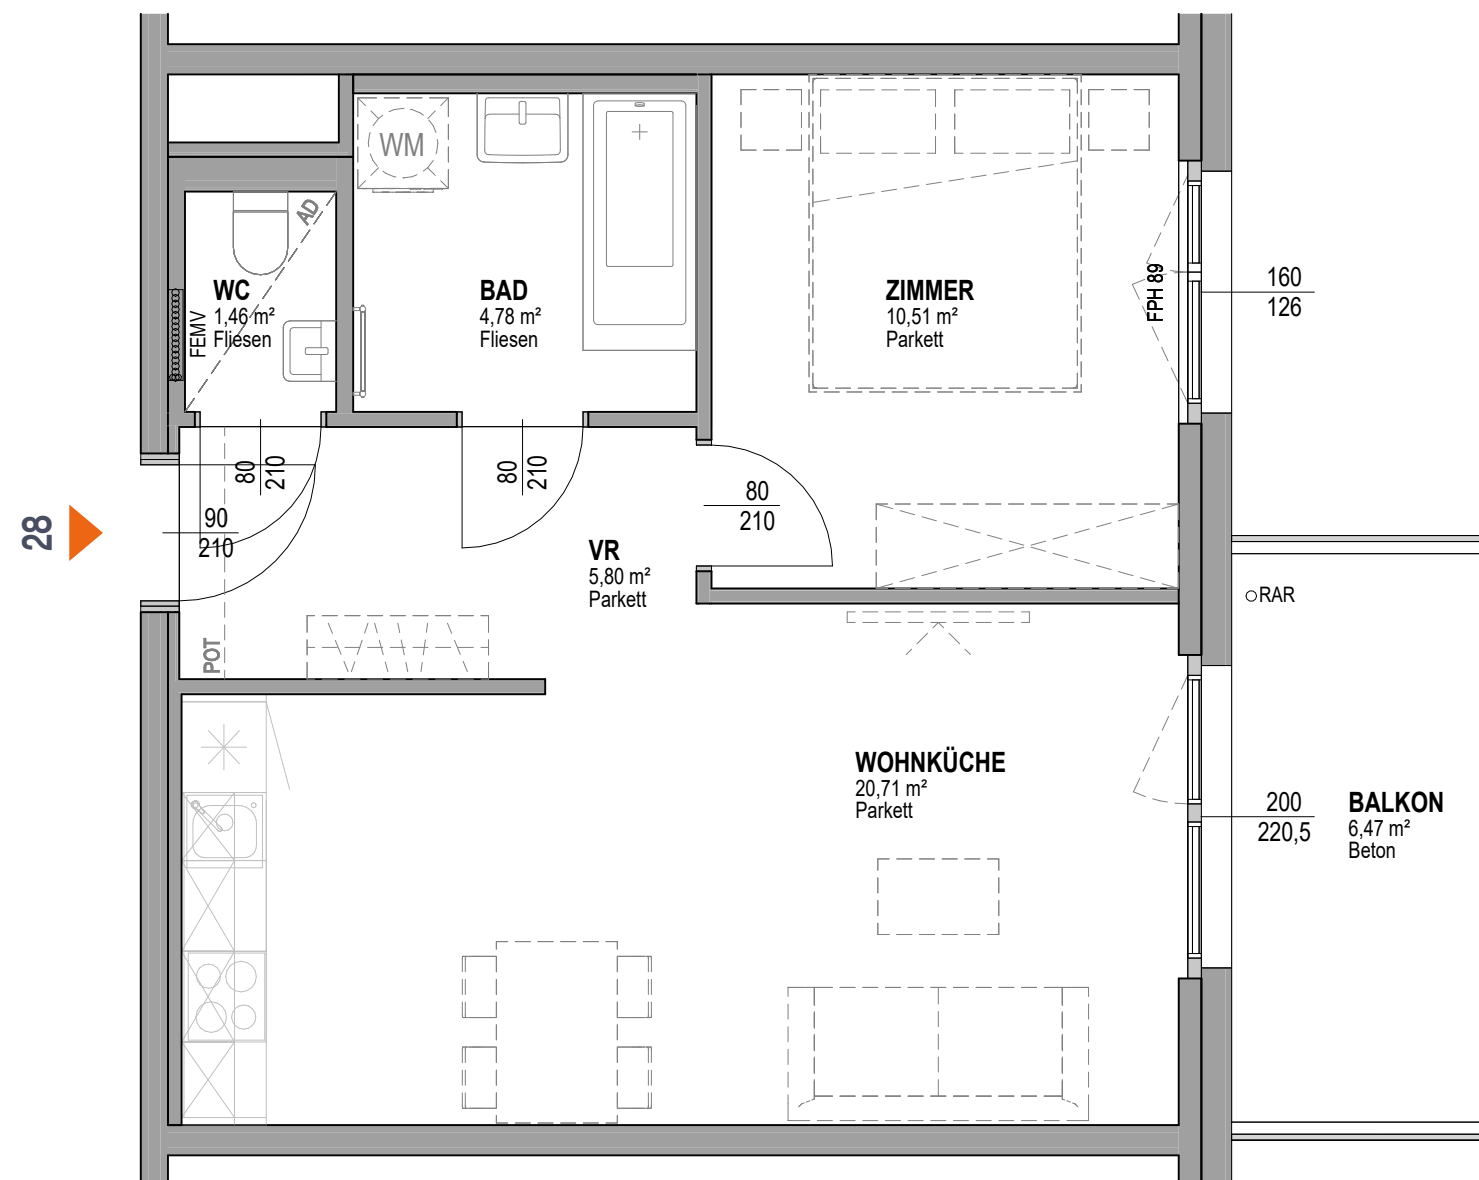 WM
AD
WC
1,46 m²
Fliesen
FEMV
BAD
4,78 m²
Fliesen
ZIMMER
10,51 m²
Parkett
FPH 89
160
126
80
210
80
210
80
210
90
210
28
VR
5,80 m²
Parkett
POT
RAR
WOHNKÜCHE
20,71 m²
Parkett
200
220,5
BALKON
6,47 m²
Beton